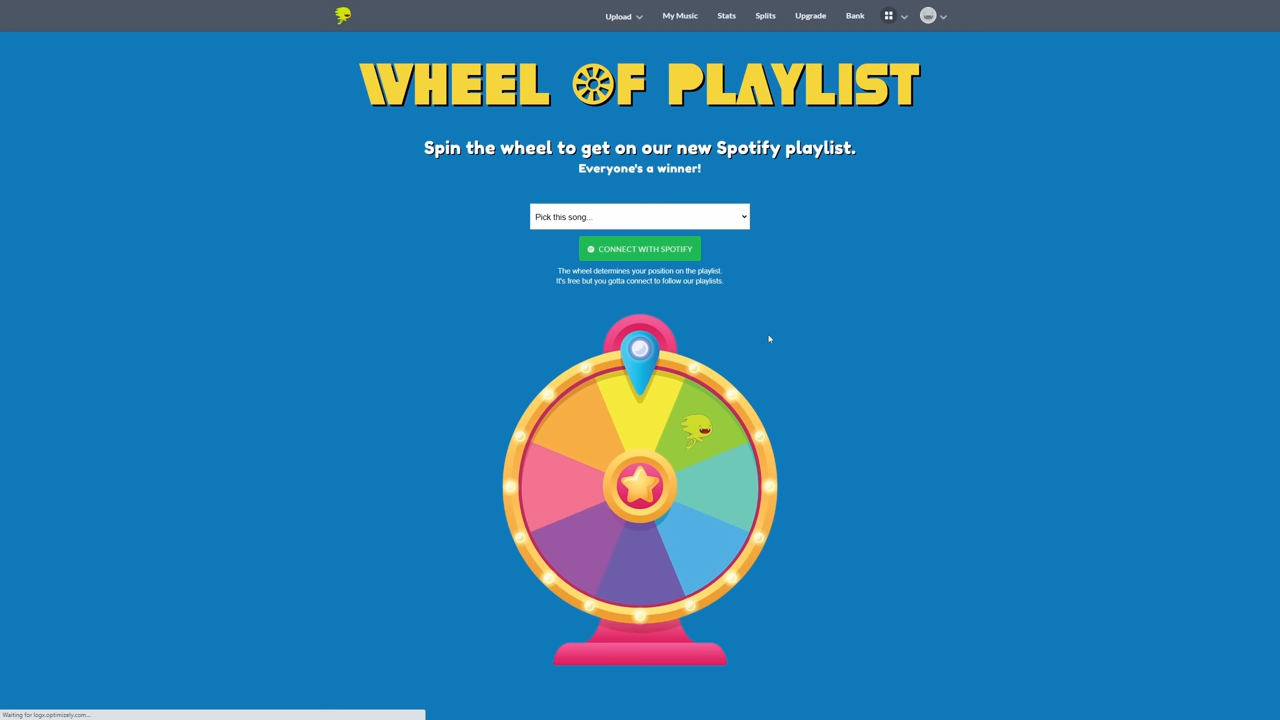 Upload My Music Stats Splits Upgrade Bank
WHEEL OF PLAYLIST
Spin the wheel to get on our new Spotify playlist.
Everyone's a winner!
Pick this song...
CONNECT WITH SPOTIFY
The wheel determines your position on the playlist.
It's free but you gotta connect to follow our playlists.
Waiting for logx.optimizely.com...